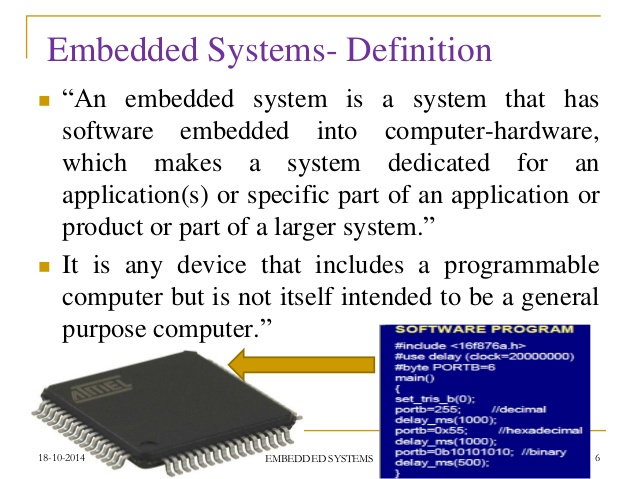 Embedded Systems- Definition
“An embedded system is a system that has
software embedded into computer-hardware,
which makes a system dedicated for an
application(s) or specific part of an application or
product or part of a larger system.”
It is any device that includes a programmable
computer but is not itself intended to be a general
purpose computer.”
SOFTWARE PROGRAM
#include <16f876a.h>
#use delay (clock=20000000)
#byte PORTB=6
main()
{
set_tris_b(0);
portb=255; //decimal
delay_ms(1000);
portb=0x55; //hexadecimal
delay_ms(1000);
portb=0b10101010; //binary
delay_ms(500);
}
ATMEL
18-10-2014
EMBEDDED SYSTEMS
6